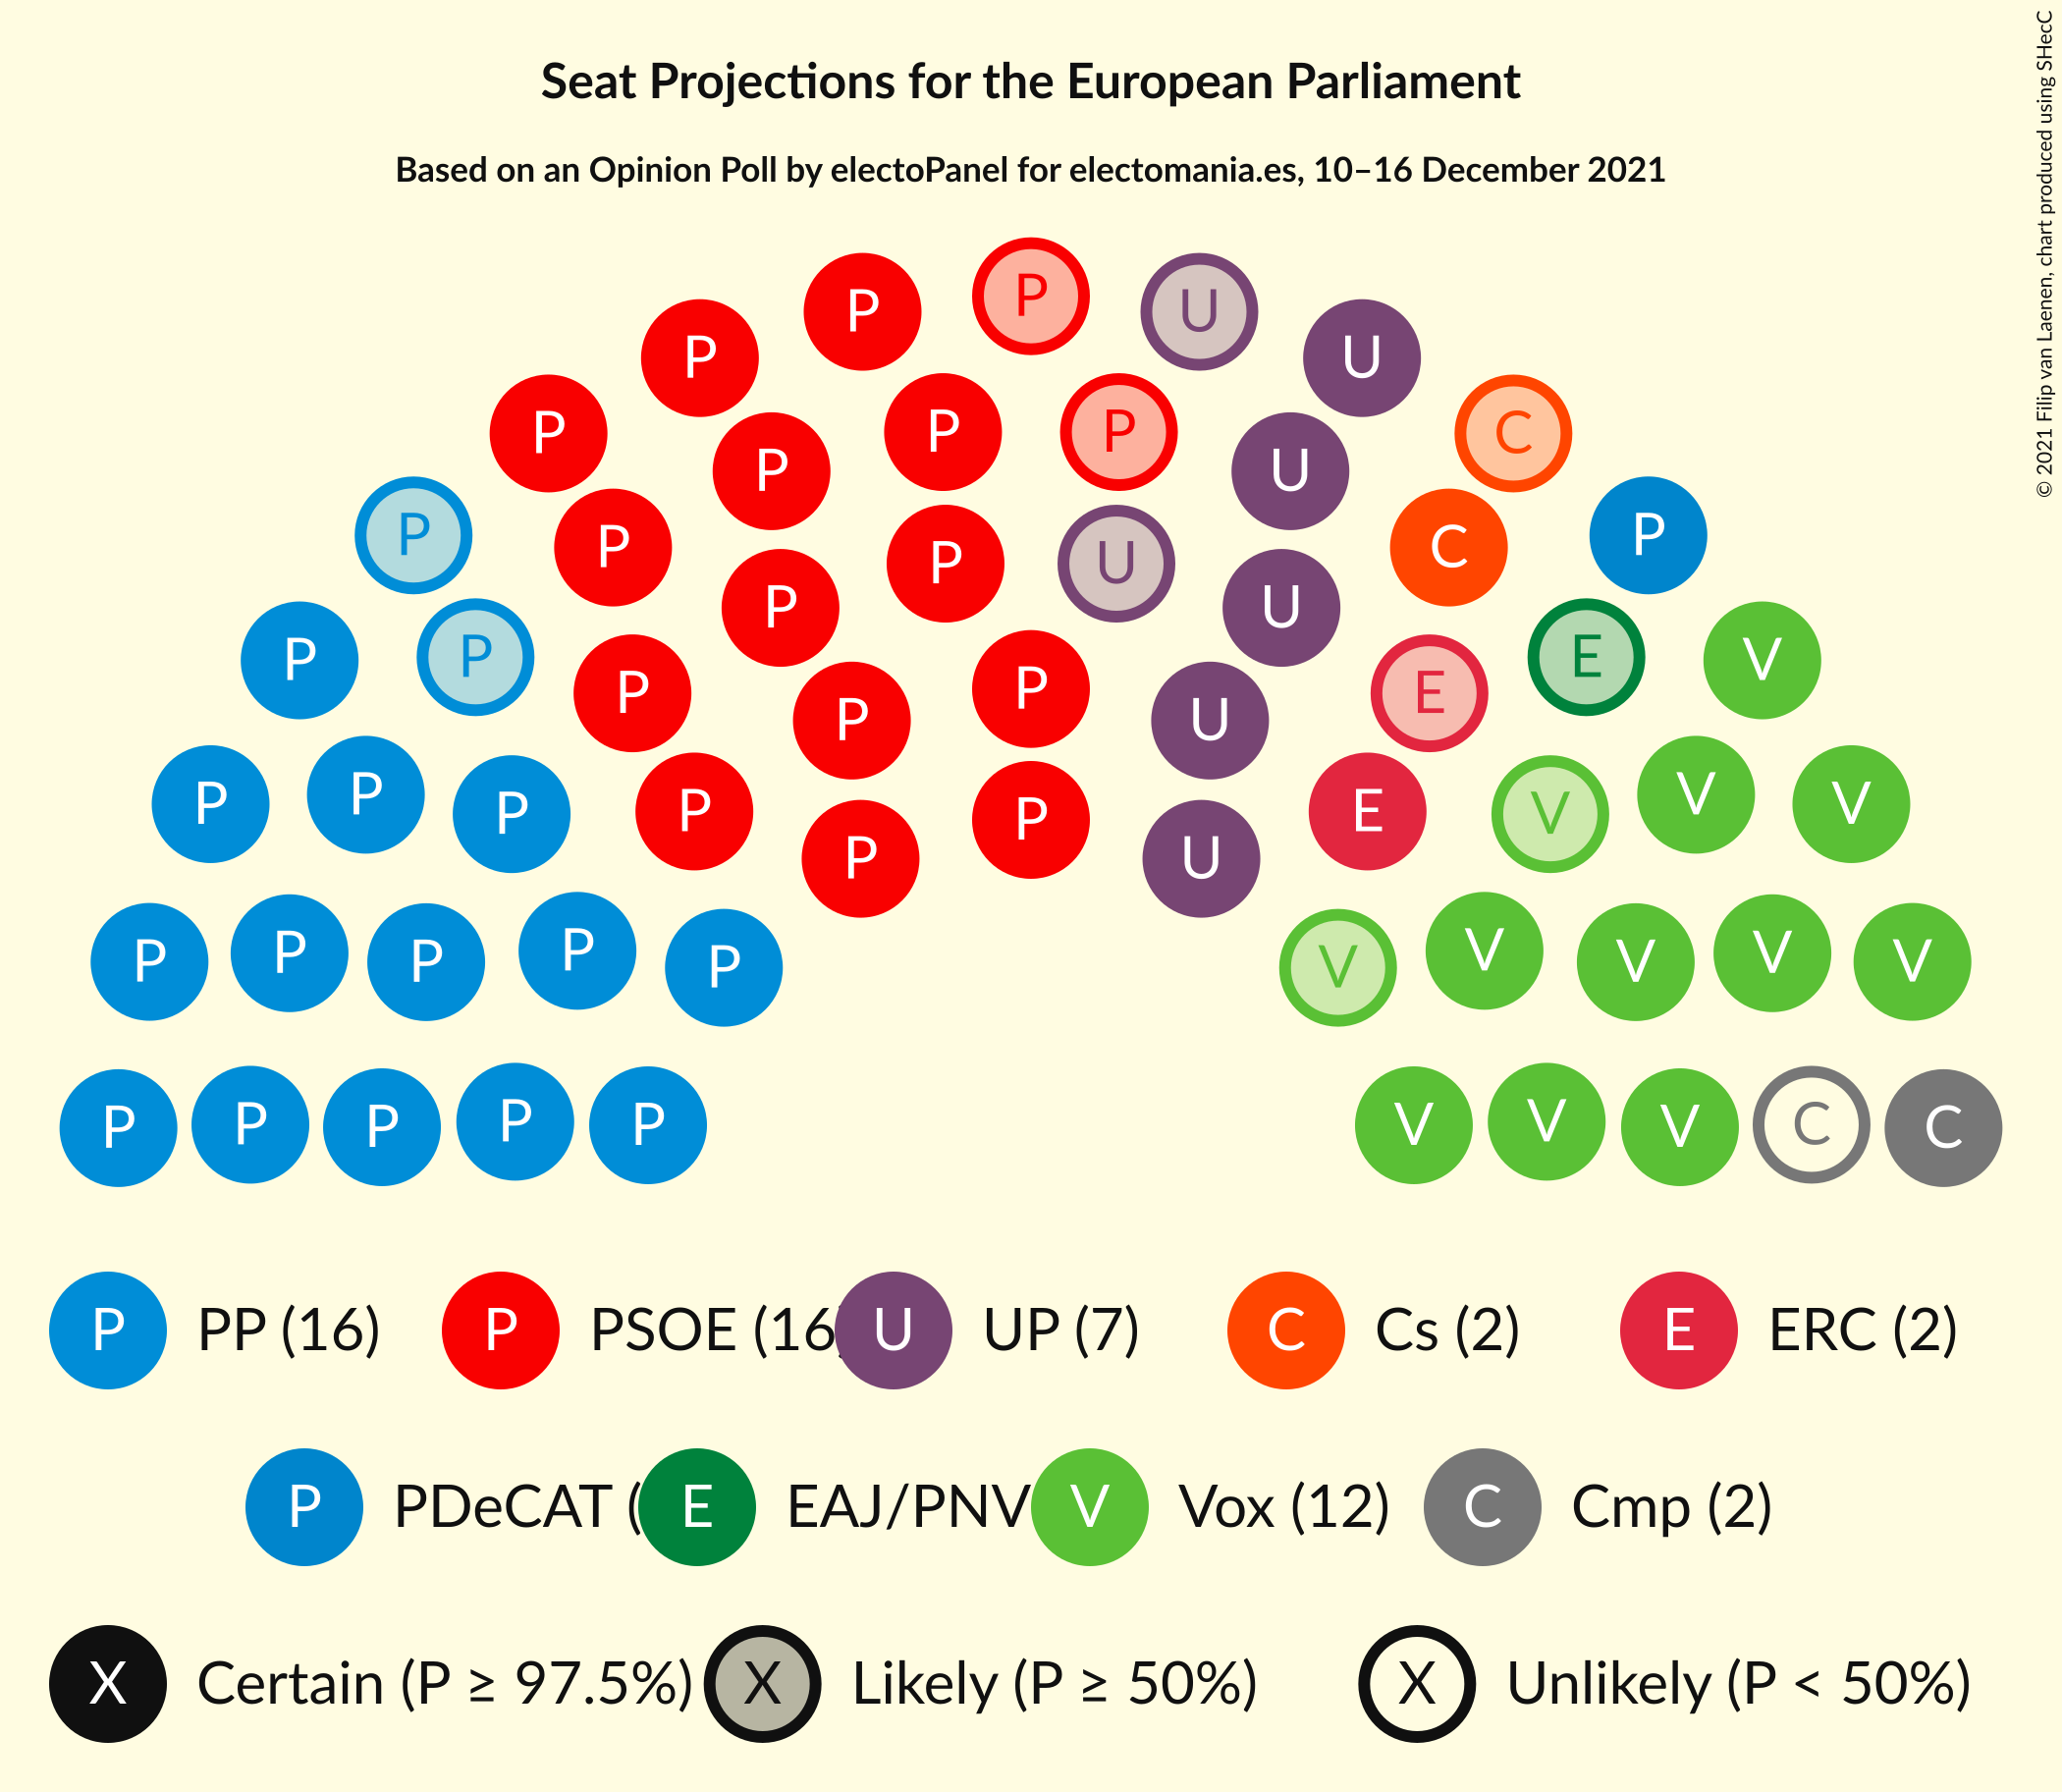 Seat Projections for the European Parliament
Based on an Opinion Poll by electoPanel for electomania.es, 10–16 December 2021
© 2021 Filip van Laenen, chart produced using SHecC
P P P U U
P P P P U C
P P P P U U C P
P P P P U E E V
P P P P P P U E V V V
P P P P P V V V V V
P P P P P V V V C C
P PP (16) P PSOE (16 U UP (7) C Cs (2) E ERC (2)
P PDeCAT ( E EAJ/PNV V Vox (12) C Cmp (2)
X Certain (P ≥ 97.5%) X Likely (P ≥ 50%) X Unlikely (P < 50%)